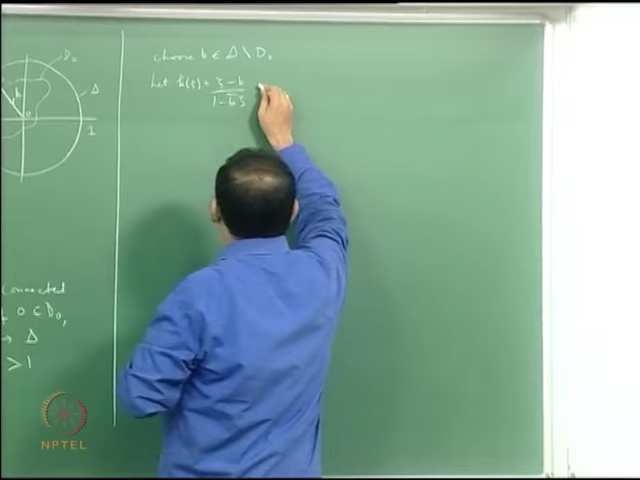 D₀
Δ
1
connected
0 ∈ D₀,
→ Δ
> 1
choose b ∈ Δ \ D₀
Let h(ζ) = ζ - b / 1 - b̄ ζ
NPTEL